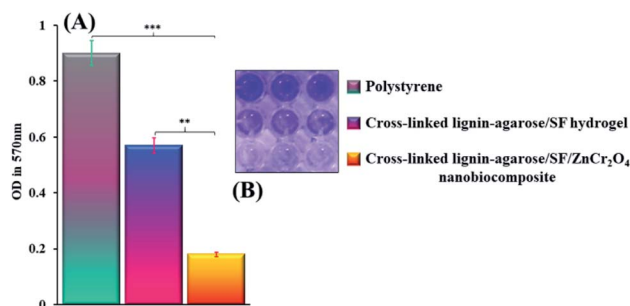 (A)
***
**
1
0.8
0.6
0.4
0.2
0
OD in 570nm
(B)
Polystyrene
Cross-linked lignin-agarose/SF hydrogel
Cross-linked lignin-agarose/SF/ZnCr₂O₄
nanobiocomposite